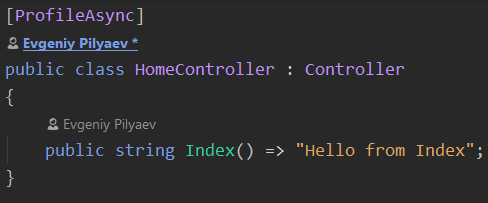 [ProfileAsync]
Evgeniy Pilyaev *
public class HomeController : Controller
{
Evgeniy Pilyaev
public string Index() => "Hello from Index";
}